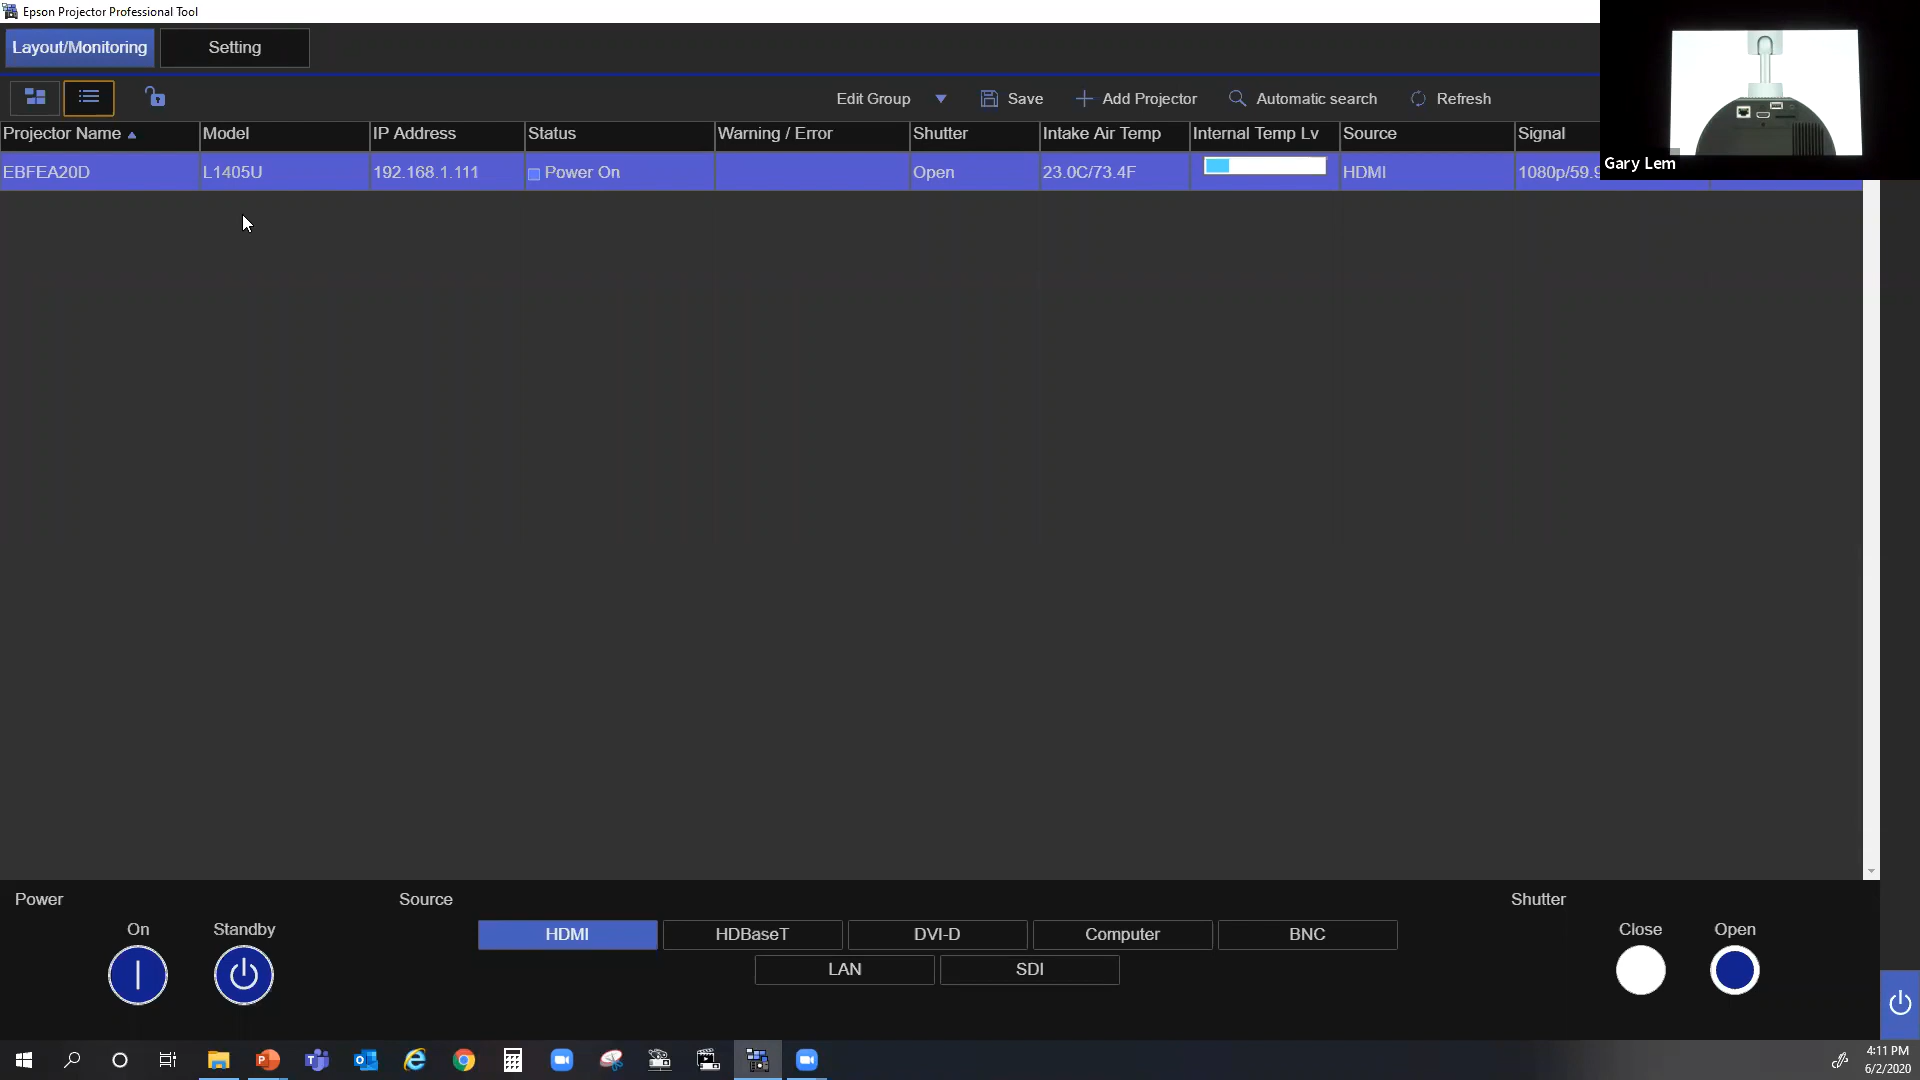 Epson Projector Professional Tool
Layout/Monitoring Setting
Edit Group Save Add Projector Automatic search Refresh
Projector Name Model IP Address Status Warning / Error Shutter Intake Air Temp Internal Temp Lv Source Signal
EBFEA20D L1405U 192.168.1.111 Power On Open 23.0C/73.4F HDMI 1080p/59.9
Gary Lem
Power Source Shutter
On Standby Close Open
HDMI HDBaseT DVI-D Computer BNC
LAN SDI
4:11 PM
6/2/2020